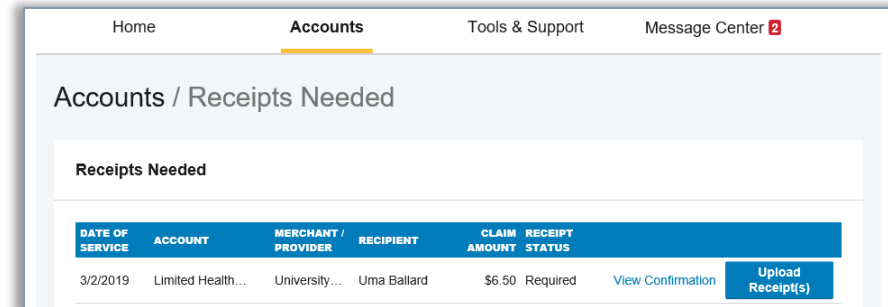 Home Accounts Tools & Support Message Center 2
Accounts / Receipts Needed
Receipts Needed
DATE OF SERVICE ACCOUNT MERCHANT / PROVIDER RECIPIENT CLAIM AMOUNT RECEIPT STATUS
3/2/2019 Limited Health... University... Uma Ballard $6.50 Required View Confirmation Upload Receipt(s)